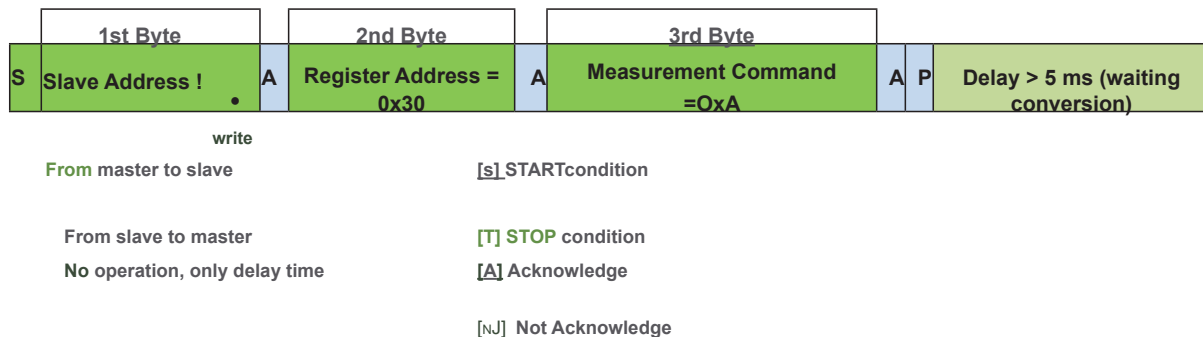 1st Byte 2nd Byte 3rd Byte
S Slave Address ! A Register Address = 0x30 A Measurement Command =OxA A P Delay > 5 ms (waiting conversion)
write
From master to slave [s] STARTcondition
From slave to master [T] STOP condition
No operation, only delay time [A] Acknowledge
[NJ] Not Acknowledge